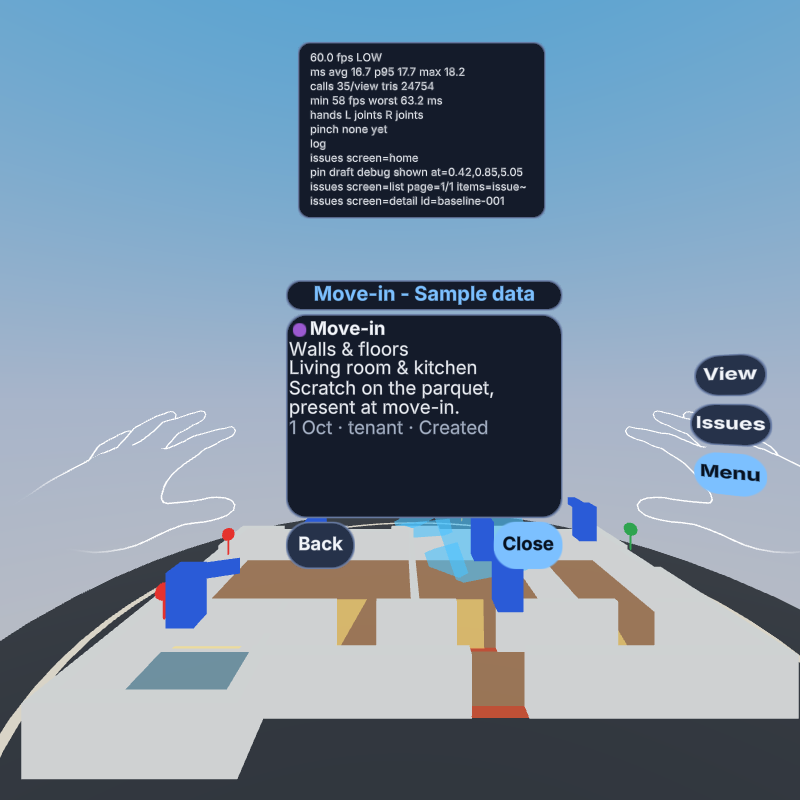 60.0 fps LOW
ms avg 16.7 p95 17.7 max 18.2
calls 35/view tris 24754
min 58 fps worst 63.2 ms
hands L joints R joints
pinch none yet
log
issues screen=home
pin draft debug shown at=0.42,0.85,5.05
issues screen=list page=1/1 items=issue~
issues screen=detail id=baseline-001
Move-in - Sample data
Move-in
Walls & floors
Living room & kitchen
Scratch on the parquet,
present at move-in.
1 Oct · tenant · Created
Back
Close
View
Issues
Menu